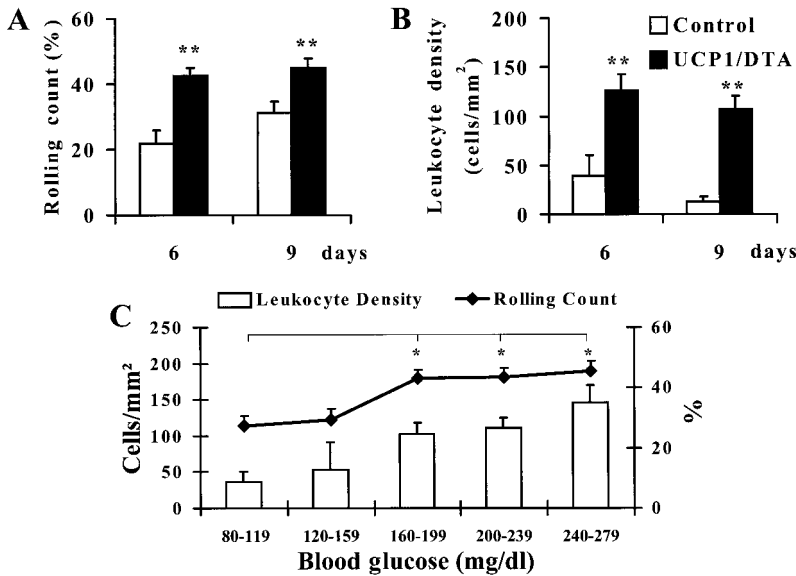 A
Rolling count (%)
60
40
20
0
**
**
6
9 days
B
Leukocyte density
(cells/mm²)
200
150
100
50
0
Control
UCP1/DTA
**
**
6
9 days
C
Leukocyte Density
Rolling Count
Cells/mm²
250
200
150
100
50
0
*
*
*
60
40
20
0
%
80-119
120-159
160-199
200-239
240-279
Blood glucose (mg/dl)